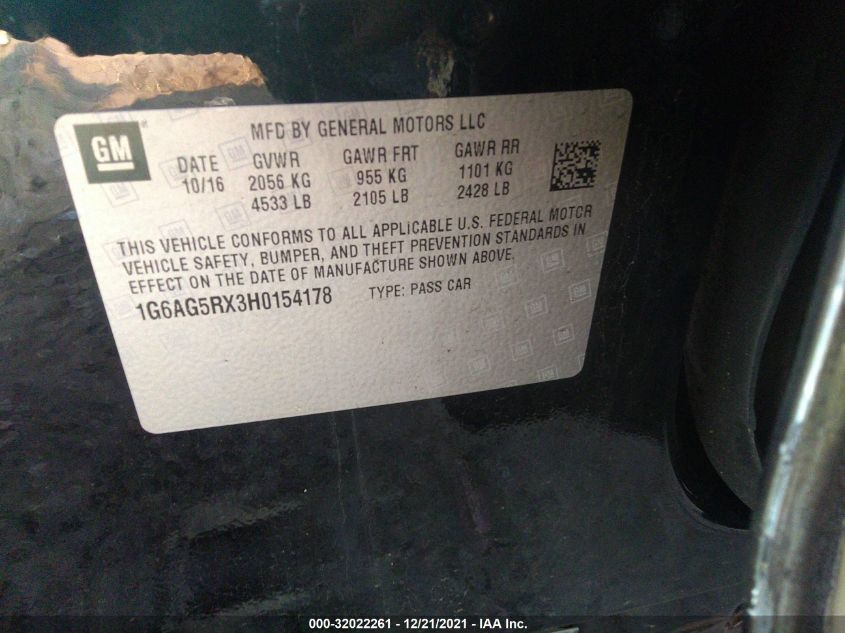 GM
MFD BY GENERAL MOTORS LLC
DATE GVWR GAWR FRT GAWR RR
10/16 2056 KG 955 KG 1101 KG
4533 LB 2105 LB 2428 LB
THIS VEHICLE CONFORMS TO ALL APPLICABLE U.S. FEDERAL MOTOR
VEHICLE SAFETY, BUMPER, AND THEFT PREVENTION STANDARDS IN
EFFECT ON THE DATE OF MANUFACTURE SHOWN ABOVE.
1G6AG5RX3H0154178 TYPE: PASS CAR
000-32022261 - 12/21/2021 - IAA Inc.